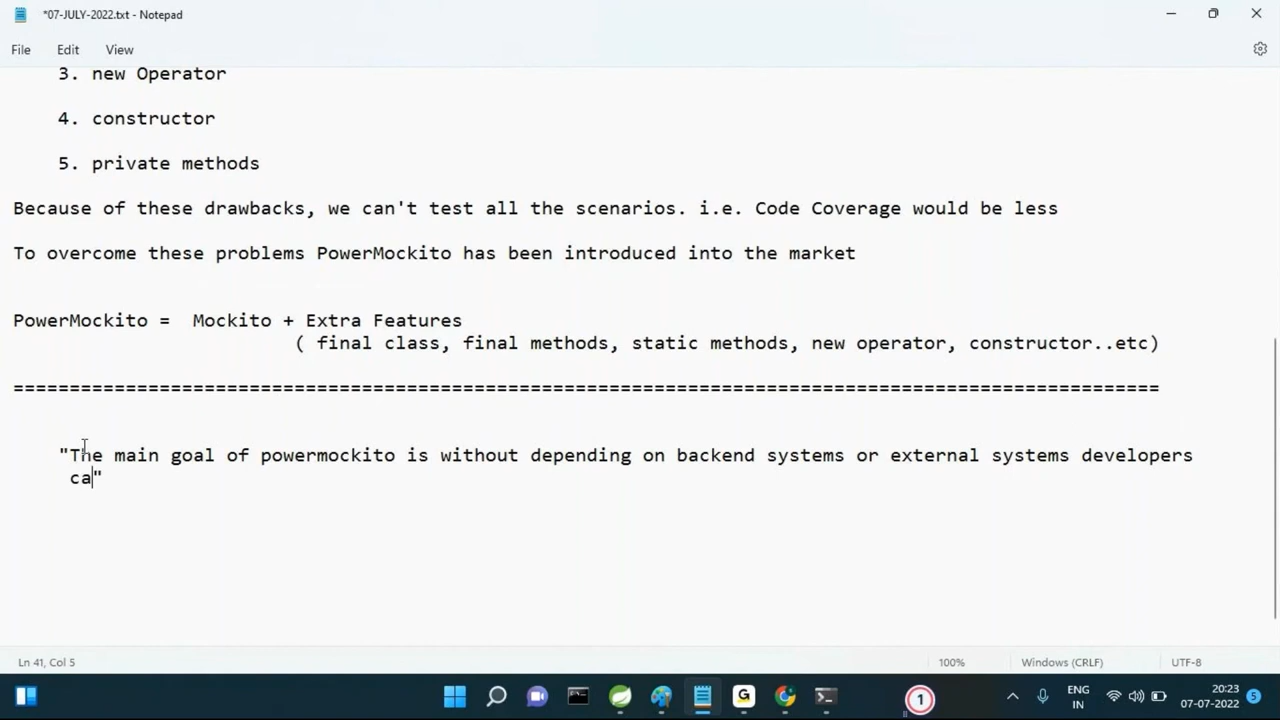 *07-JULY-2022.txt - Notepad
File Edit View
3. new Operator
4. constructor
5. private methods
Because of these drawbacks, we can't test all the scenarios. i.e. Code Coverage would be less
To overcome these problems PowerMockito has been introduced into the market
PowerMockito =  Mockito + Extra Features
( final class, final methods, static methods, new operator, constructor..etc)
======================================================================================================
"The main goal of powermockito is without depending on backend systems or external systems developers
ca"
Ln 41, Col 5 100% Windows (CRLF) UTF-8
G 1 ENG 20:23
IN 07-07-2022 5